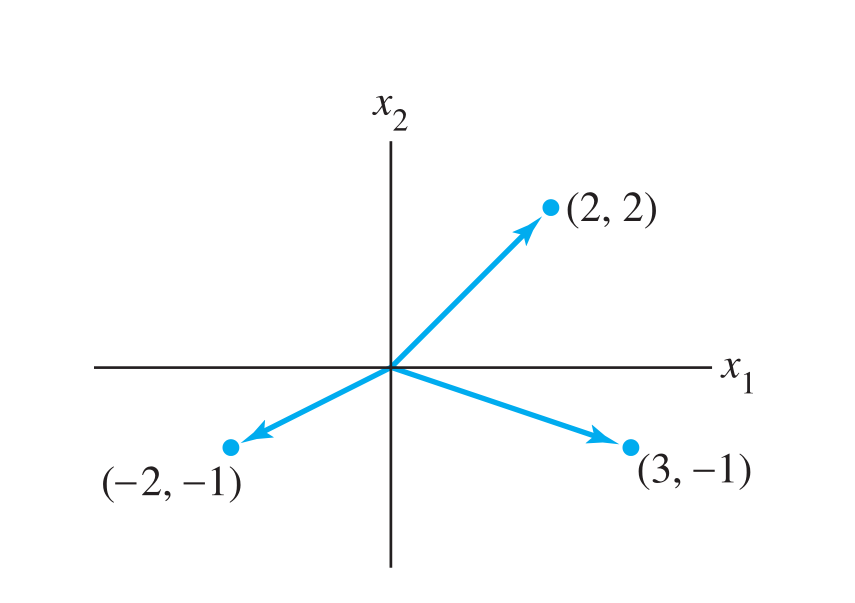 x₂
(2, 2)
x₁
(−2, −1)
(3, −1)